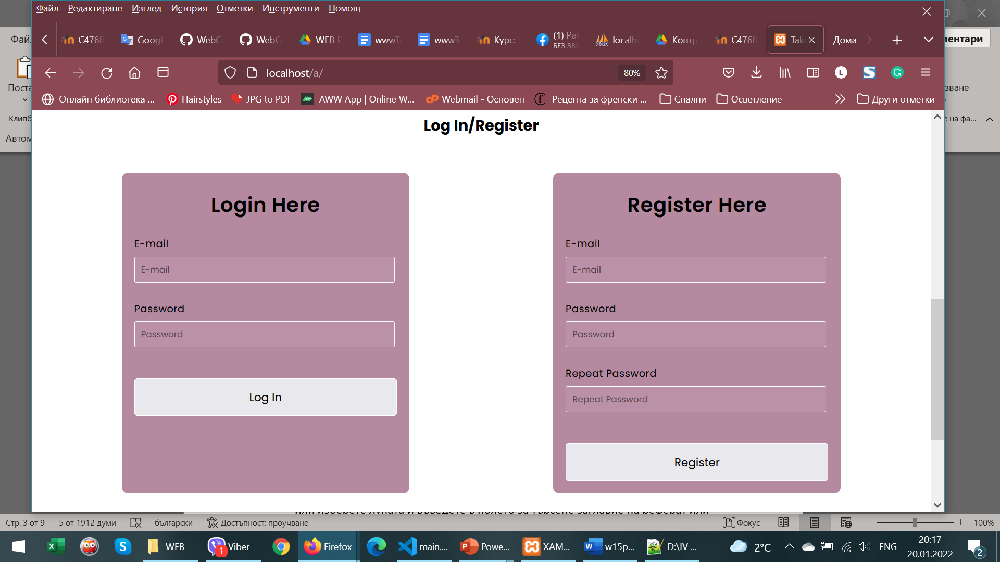 Файл Редактиране Изглед История Отметки Инструменти Помощ
C4768 Googl WebC WebC WEB P wwwT wwwT Курс: (1) Раб БЕЗ ЗВУ localh Контр C4768 Take Дома
localhost/a/ 80%
Онлайн библиотека ... Hairstyles JPG to PDF AWW App | Online W... Webmail - Основен Рецепта за френски ... Спални Осветление Други отметки
Фай
Поста
Клипб
Автом
ментари
зване
е на фа...
Log In/Register
Login Here
E-mail
E-mail
Password
Password
Log In
Register Here
E-mail
E-mail
Password
Password
Repeat Password
Repeat Password
Register
Стр. 3 от 9 5 от 1912 думи български Достъпност: проучване Фокус 100%
WEB 1 Viber Firefox main.... Powe... XAM... w15p... D:\IV ... 2°C ENG 20:17 20.01.2022 2